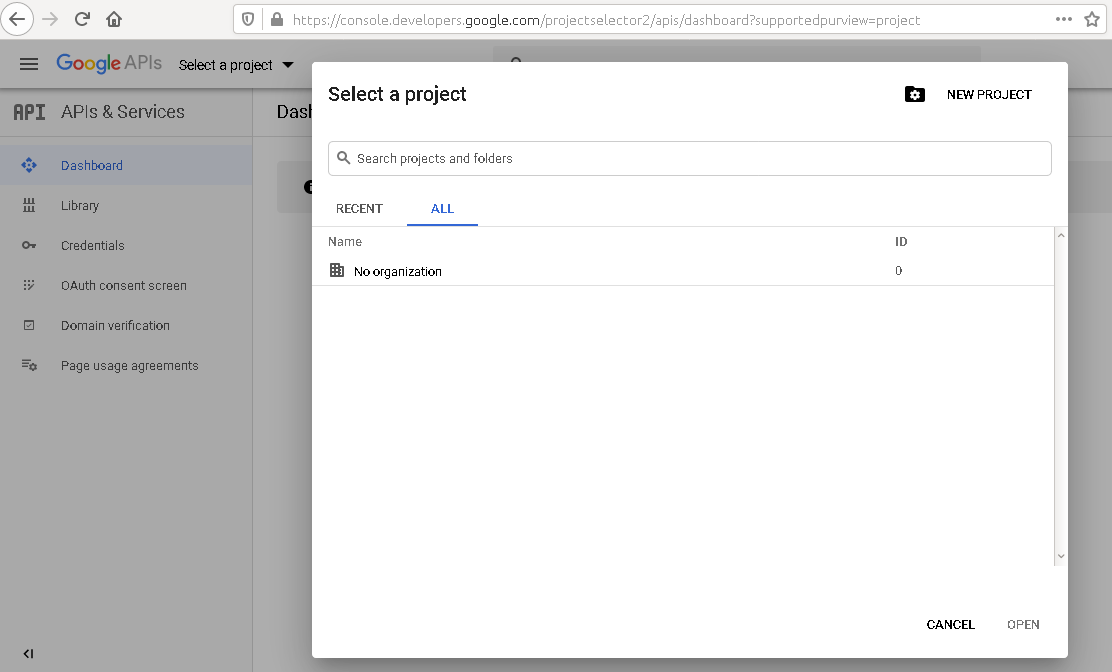 https://console.developers.google.com/projectselector2/apis/dashboard?supportedpurview=project
Google APIs Select a project
API APIs & Services
Dash
Dashboard
Library
Credentials
OAuth consent screen
Domain verification
Page usage agreements
Select a project
NEW PROJECT
Search projects and folders
RECENT ALL
Name ID
No organization 0
CANCEL OPEN